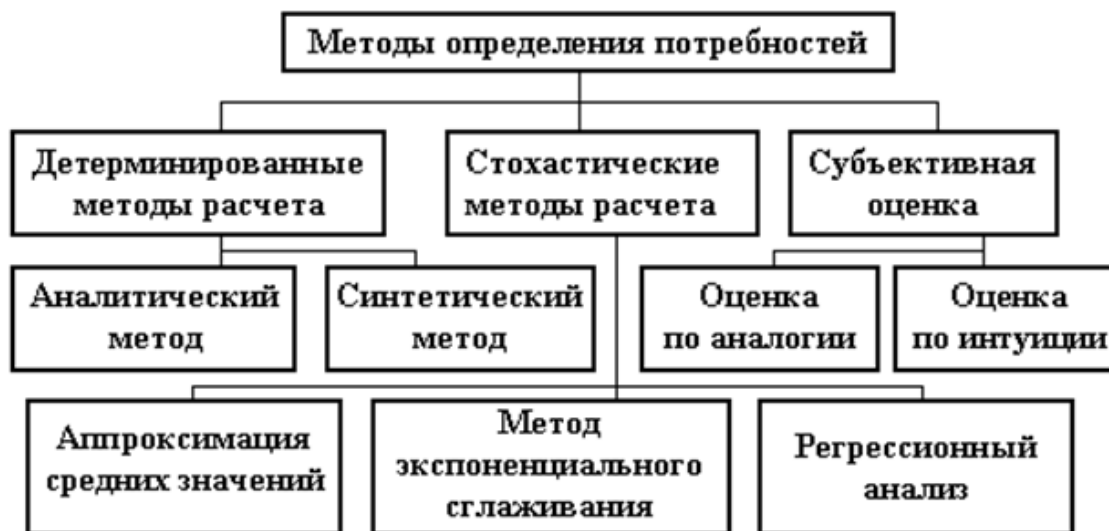 Методы определения потребностей
Детерминированные
методы расчета
Стохастические
методы расчета
Субъективная
оценка
Аналитический
метод
Синтетический
метод
Оценка
по аналогии
Оценка
по интуиции
Аппроксимация
средних значений
Метод
экспоненциального
сглаживания
Регрессионный
анализ